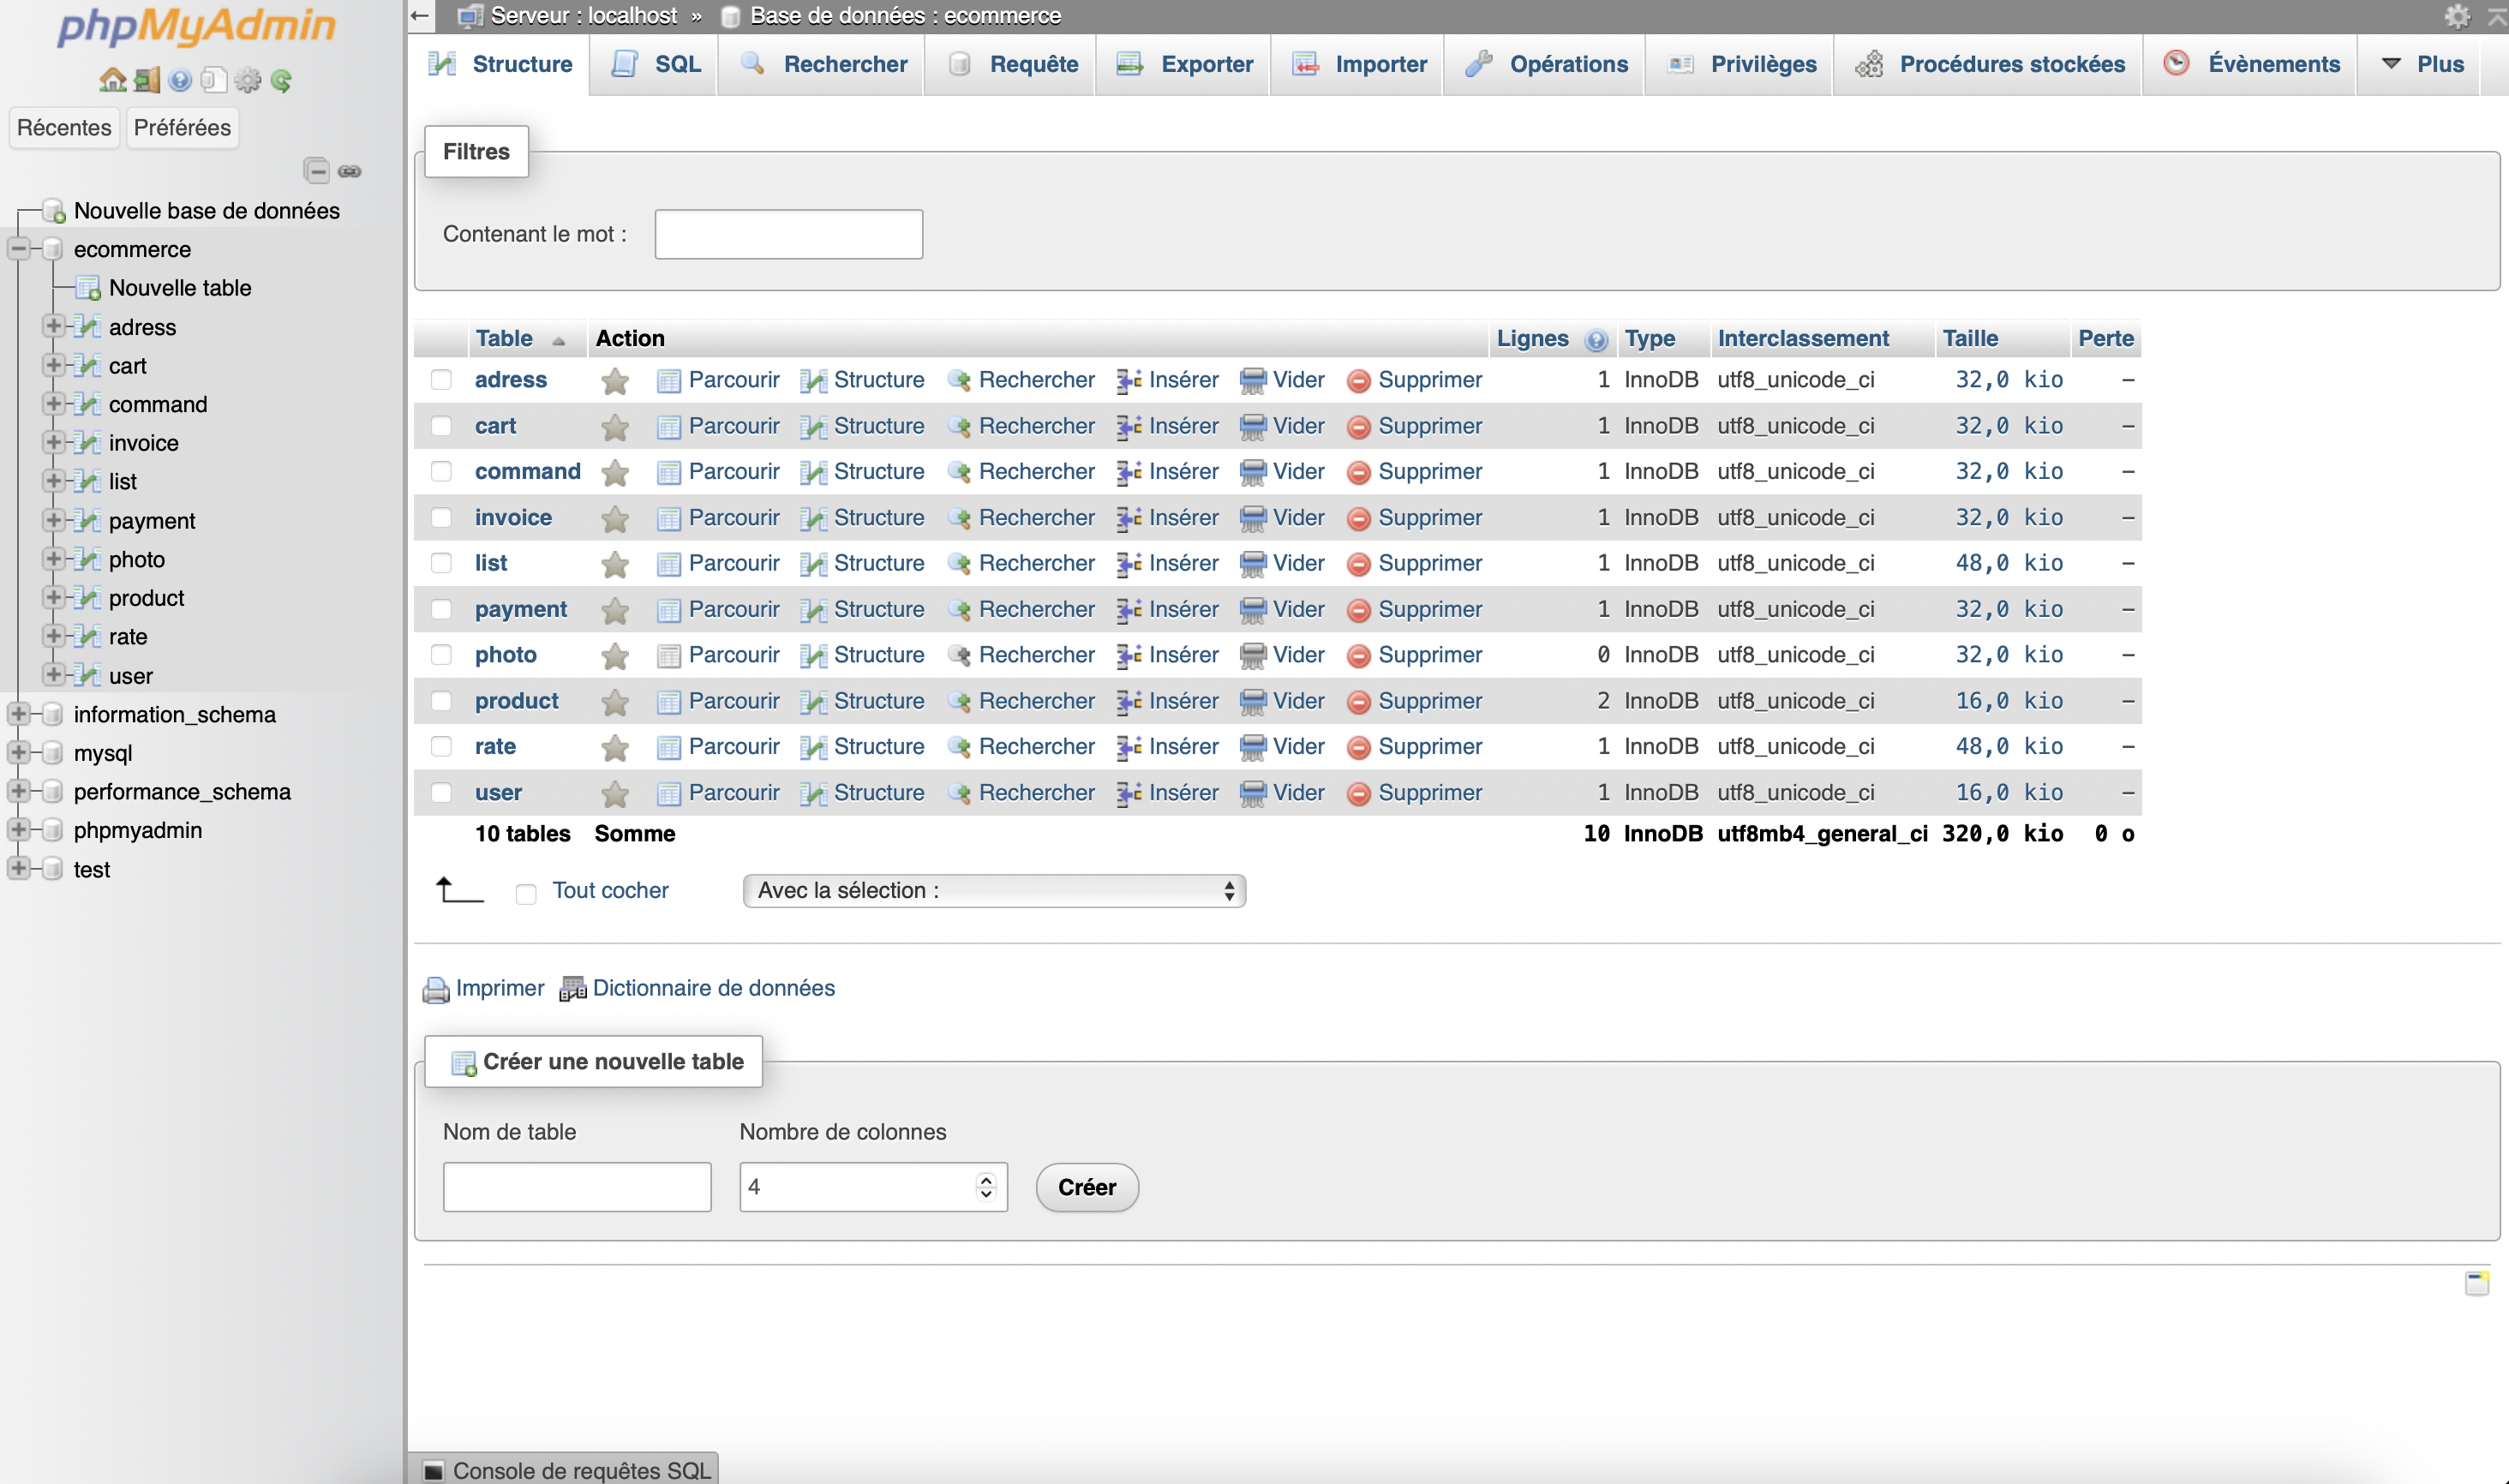 phpMyAdmin
Récentes Préférées
Nouvelle base de données
ecommerce
Nouvelle table
adress
cart
command
invoice
list
payment
photo
product
rate
user
information_schema
mysql
performance_schema
phpmyadmin
test
Serveur : localhost » Base de données : ecommerce
Structure SQL Rechercher Requête Exporter Importer Opérations Privilèges Procédures stockées Évènements Plus
Filtres
Contenant le mot :
Table Action Lignes Type Interclassement Taille Perte
adress Parcourir Structure Rechercher Insérer Vider Supprimer 1 InnoDB utf8_unicode_ci 32,0 kio –
cart Parcourir Structure Rechercher Insérer Vider Supprimer 1 InnoDB utf8_unicode_ci 32,0 kio –
command Parcourir Structure Rechercher Insérer Vider Supprimer 1 InnoDB utf8_unicode_ci 32,0 kio –
invoice Parcourir Structure Rechercher Insérer Vider Supprimer 1 InnoDB utf8_unicode_ci 32,0 kio –
list Parcourir Structure Rechercher Insérer Vider Supprimer 1 InnoDB utf8_unicode_ci 48,0 kio –
payment Parcourir Structure Rechercher Insérer Vider Supprimer 1 InnoDB utf8_unicode_ci 32,0 kio –
photo Parcourir Structure Rechercher Insérer Vider Supprimer 0 InnoDB utf8_unicode_ci 32,0 kio –
product Parcourir Structure Rechercher Insérer Vider Supprimer 2 InnoDB utf8_unicode_ci 16,0 kio –
rate Parcourir Structure Rechercher Insérer Vider Supprimer 1 InnoDB utf8_unicode_ci 48,0 kio –
user Parcourir Structure Rechercher Insérer Vider Supprimer 1 InnoDB utf8_unicode_ci 16,0 kio –
10 tables Somme 10 InnoDB utf8mb4_general_ci 320,0 kio 0 o
Tout cocher Avec la sélection :
Imprimer Dictionnaire de données
Créer une nouvelle table
Nom de table Nombre de colonnes
4 Créer
Console de requêtes SQL